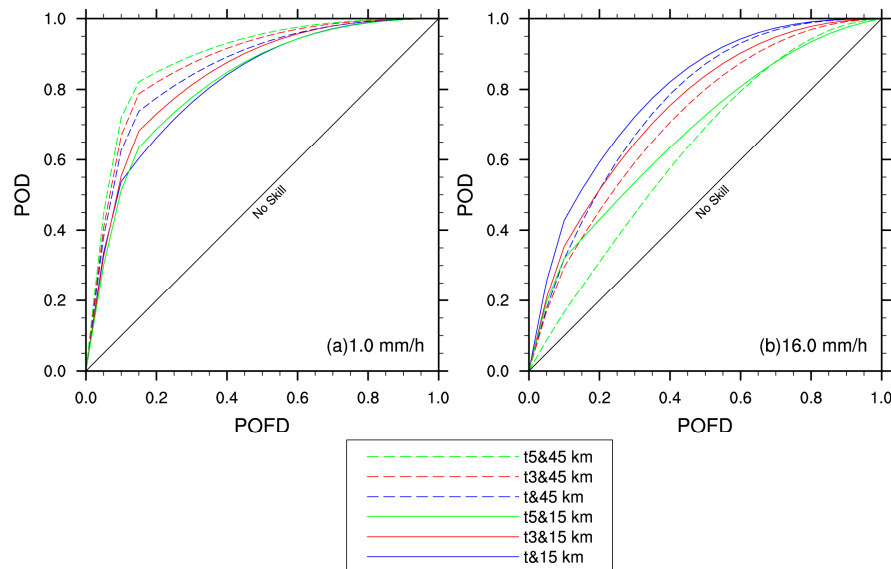 1.0
0.8
0.6
0.4
0.2
0.0
POD
0.0 0.2 0.4 0.6 0.8 1.0
POFD
No Skill
(a)1.0 mm/h
1.0
0.8
0.6
0.4
0.2
0.0
POD
0.0 0.2 0.4 0.6 0.8 1.0
POFD
No Skill
(b)16.0 mm/h
t5&45 km
t3&45 km
t&45 km
t5&15 km
t3&15 km
t&15 km